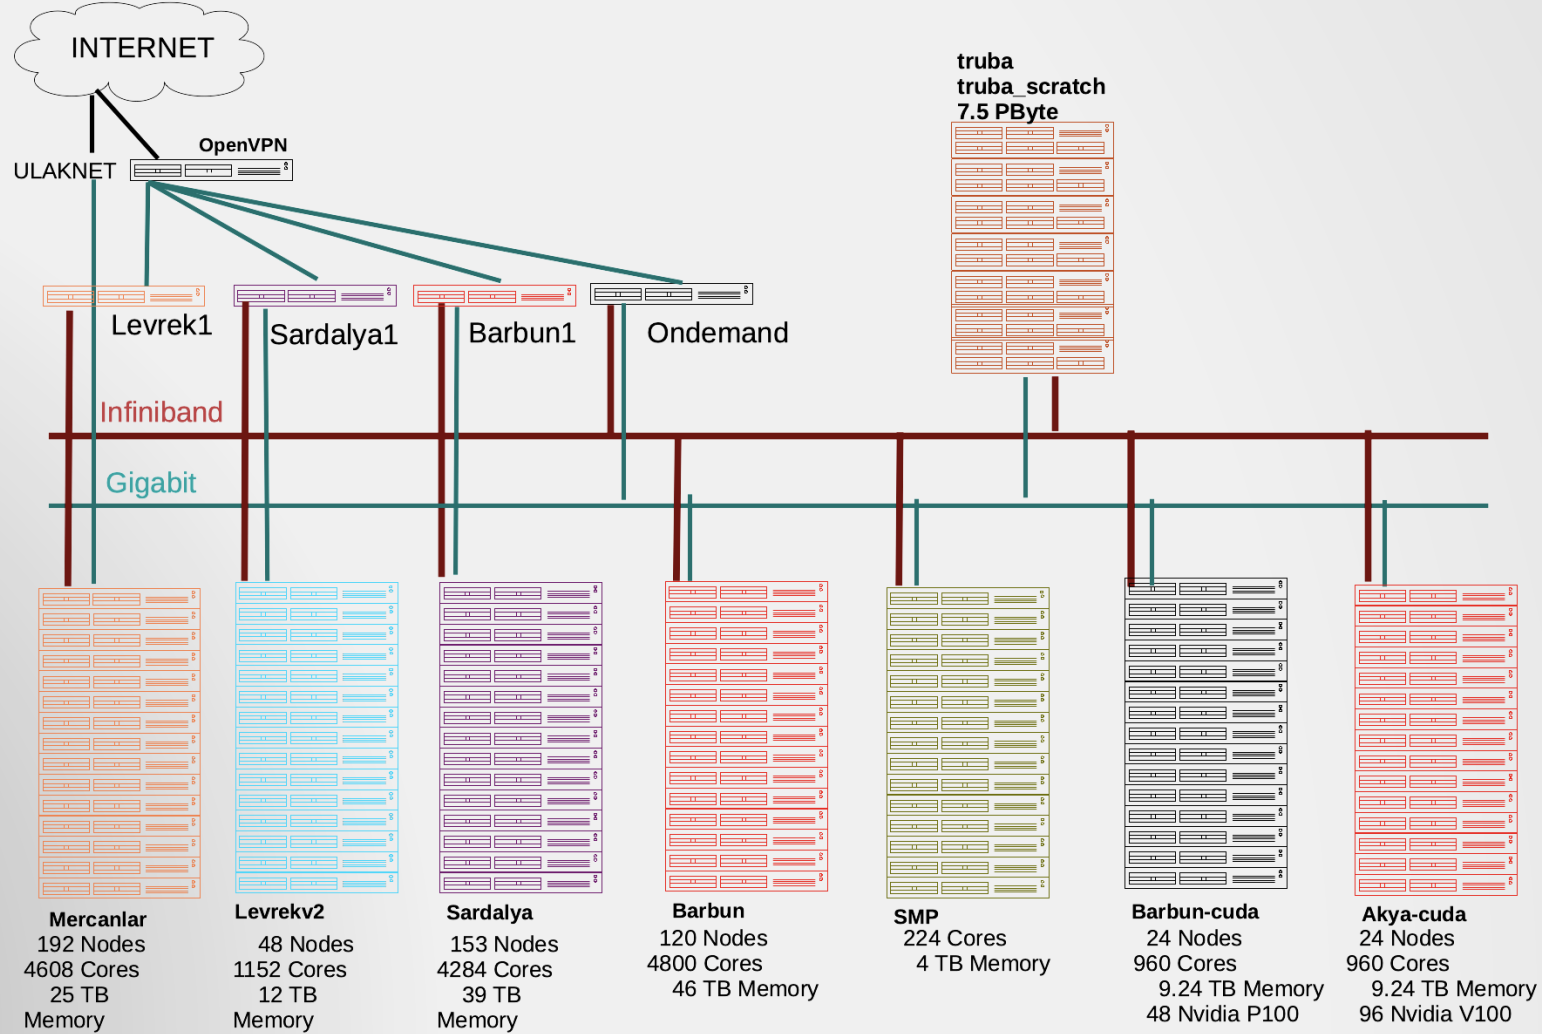 INTERNET
OpenVPN
ULAKNET
truba
truba_scratch
7.5 PByte
Levrek1
Sardalya1
Barbun1
Ondemand
Infiniband
Gigabit
Mercanlar
192 Nodes
4608 Cores
25 TB
Memory
Levrekv2
48 Nodes
1152 Cores
12 TB
Memory
Sardalya
153 Nodes
4284 Cores
39 TB
Memory
Barbun
120 Nodes
4800 Cores
46 TB Memory
SMP
224 Cores
4 TB Memory
Barbun-cuda
24 Nodes
960 Cores
9.24 TB Memory
48 Nvidia P100
Akya-cuda
24 Nodes
960 Cores
9.24 TB Memory
96 Nvidia V100